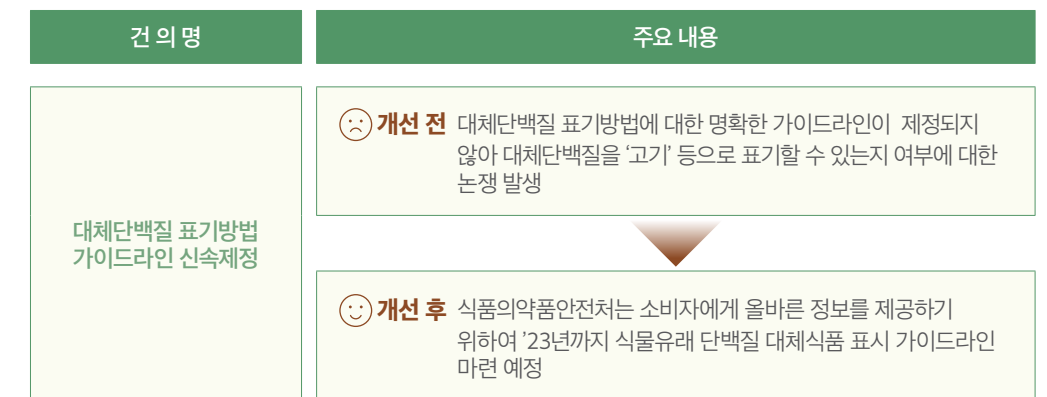 건 의 명
주요 내용
대체단백질 표기방법
가이드라인 신속제정
개선 전 대체단백질 표기방법에 대한 명확한 가이드라인이 제정되지
않아 대체단백질을 ‘고기’ 등으로 표기할 수 있는지 여부에 대한
논쟁 발생
개선 후 식품의약품안전처는 소비자에게 올바른 정보를 제공하기
위하여 ’23년까지 식물유래 단백질 대체식품 표시 가이드라인
마련 예정